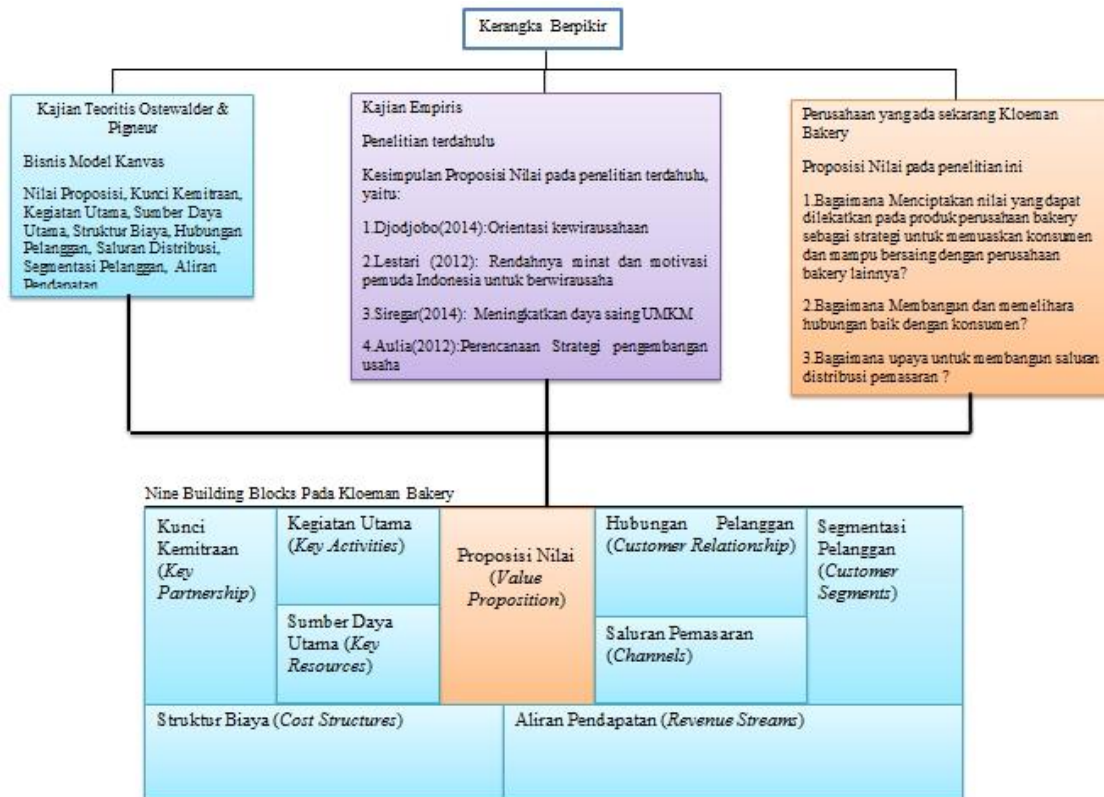 Kerangka Berpikir
Kajian Teoritis Ostewalder &
Pigneur
Bisnis Model Kanvas
Nilai Proposisi, Kunci Kemitraan,
Kegiatan Utama, Sumber Daya
Utama, Struktur Biaya, Hubungan
Pelanggan, Saluran Distribusi,
Segmentasi Pelanggan, Aliran
Pendapatan
Kajian Empiris
Penelitian terdahulu
Kesimpulan Proposisi Nilai pada penelitian terdahulu,
yaitu:
1.Djodjobo(2014):Orientasi kewirausahaan
2.Lestari (2012): Rendahnya minat dan motivasi
pemuda Indonesia untuk berwirausaha
3.Siregar(2014): Meningkatkan daya saing UMKM
4.Aulia(2012):Perencanaan Strategi pengembangan
usaha
Perusahaan yang ada sekarang Kloeman
Bakery
Proposisi Nilai pada penelitian ini
1.Bagaimana Menciptakan nilai yang dapat
dilekatkan pada produk perusahaan bakery
sebagai strategi untuk memuaskan konsumen
dan mampu bersaing dengan perusahaan
bakery lainnya?
2.Bagaimana Membangun dan memelihara
hubungan baik dengan konsumen?
3.Bagaimana upaya untuk membangun saluran
distribusi pemasaran ?
Nine Building Blocks Pada Kloeman Bakery
Kunci
Kemitraan
(Key
Partnership)
Kegiatan Utama
(Key Activities)
Sumber Daya
Utama (Key
Resources)
Proposisi Nilai
(Value
Proposition)
Hubungan Pelanggan
(Customer Relationship)
Saluran Pemasaran
(Channels)
Segmentasi
Pelanggan
(Customer
Segments)
Struktur Biaya (Cost Structures)
Aliran Pendapatan (Revenue Streams)